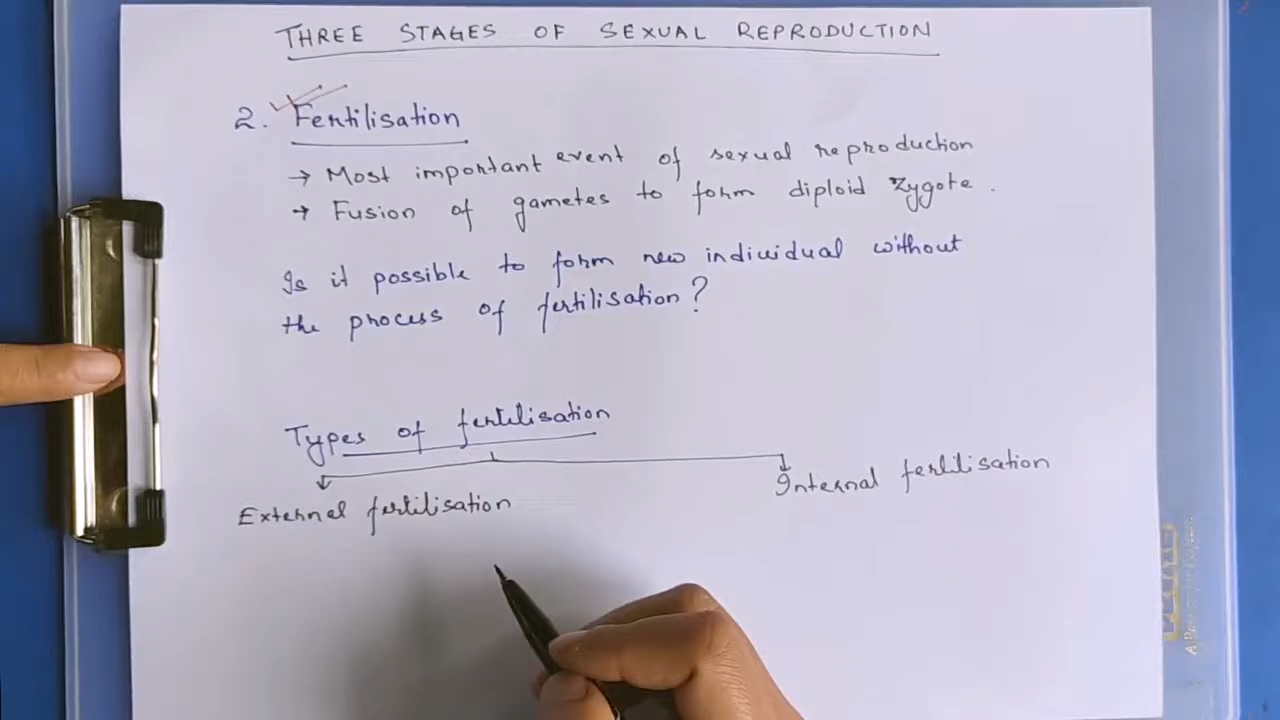 THREE STAGES OF SEXUAL REPRODUCTION
2. Fertilisation
→ Most important event of sexual reproduction
→ Fusion of gametes to form diploid zygote.
Is it possible to form new individual without
the process of fertilisation?
Types of fertilisation
External fertilisation
Internal fertilisation